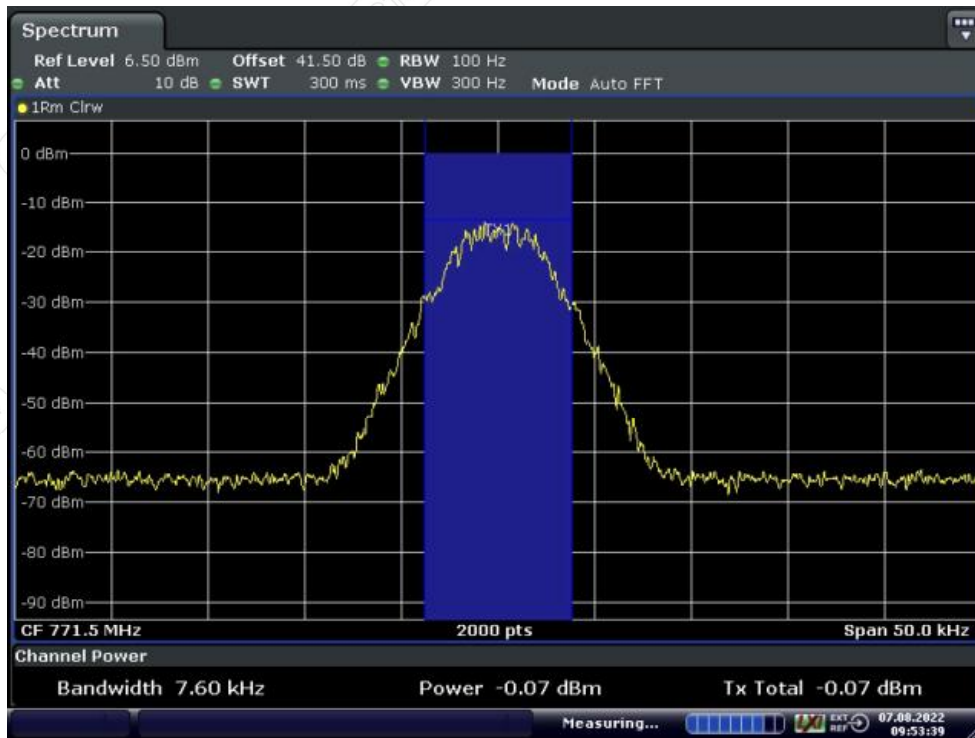 Spectrum
Ref Level 6.50 dBm Offset 41.50 dB RBW 100 Hz
Att 10 dB SWT 300 ms VBW 300 Hz Mode Auto FFT
1Rm Clrw
0 dBm
-10 dBm
-20 dBm
-30 dBm
-40 dBm
-50 dBm
-60 dBm
-70 dBm
-80 dBm
-90 dBm
CF 771.5 MHz 2000 pts Span 50.0 kHz
Channel Power
Bandwidth 7.60 kHz Power -0.07 dBm Tx Total -0.07 dBm
Measuring... LXI EXT REF 07.08.2022
09:53:39